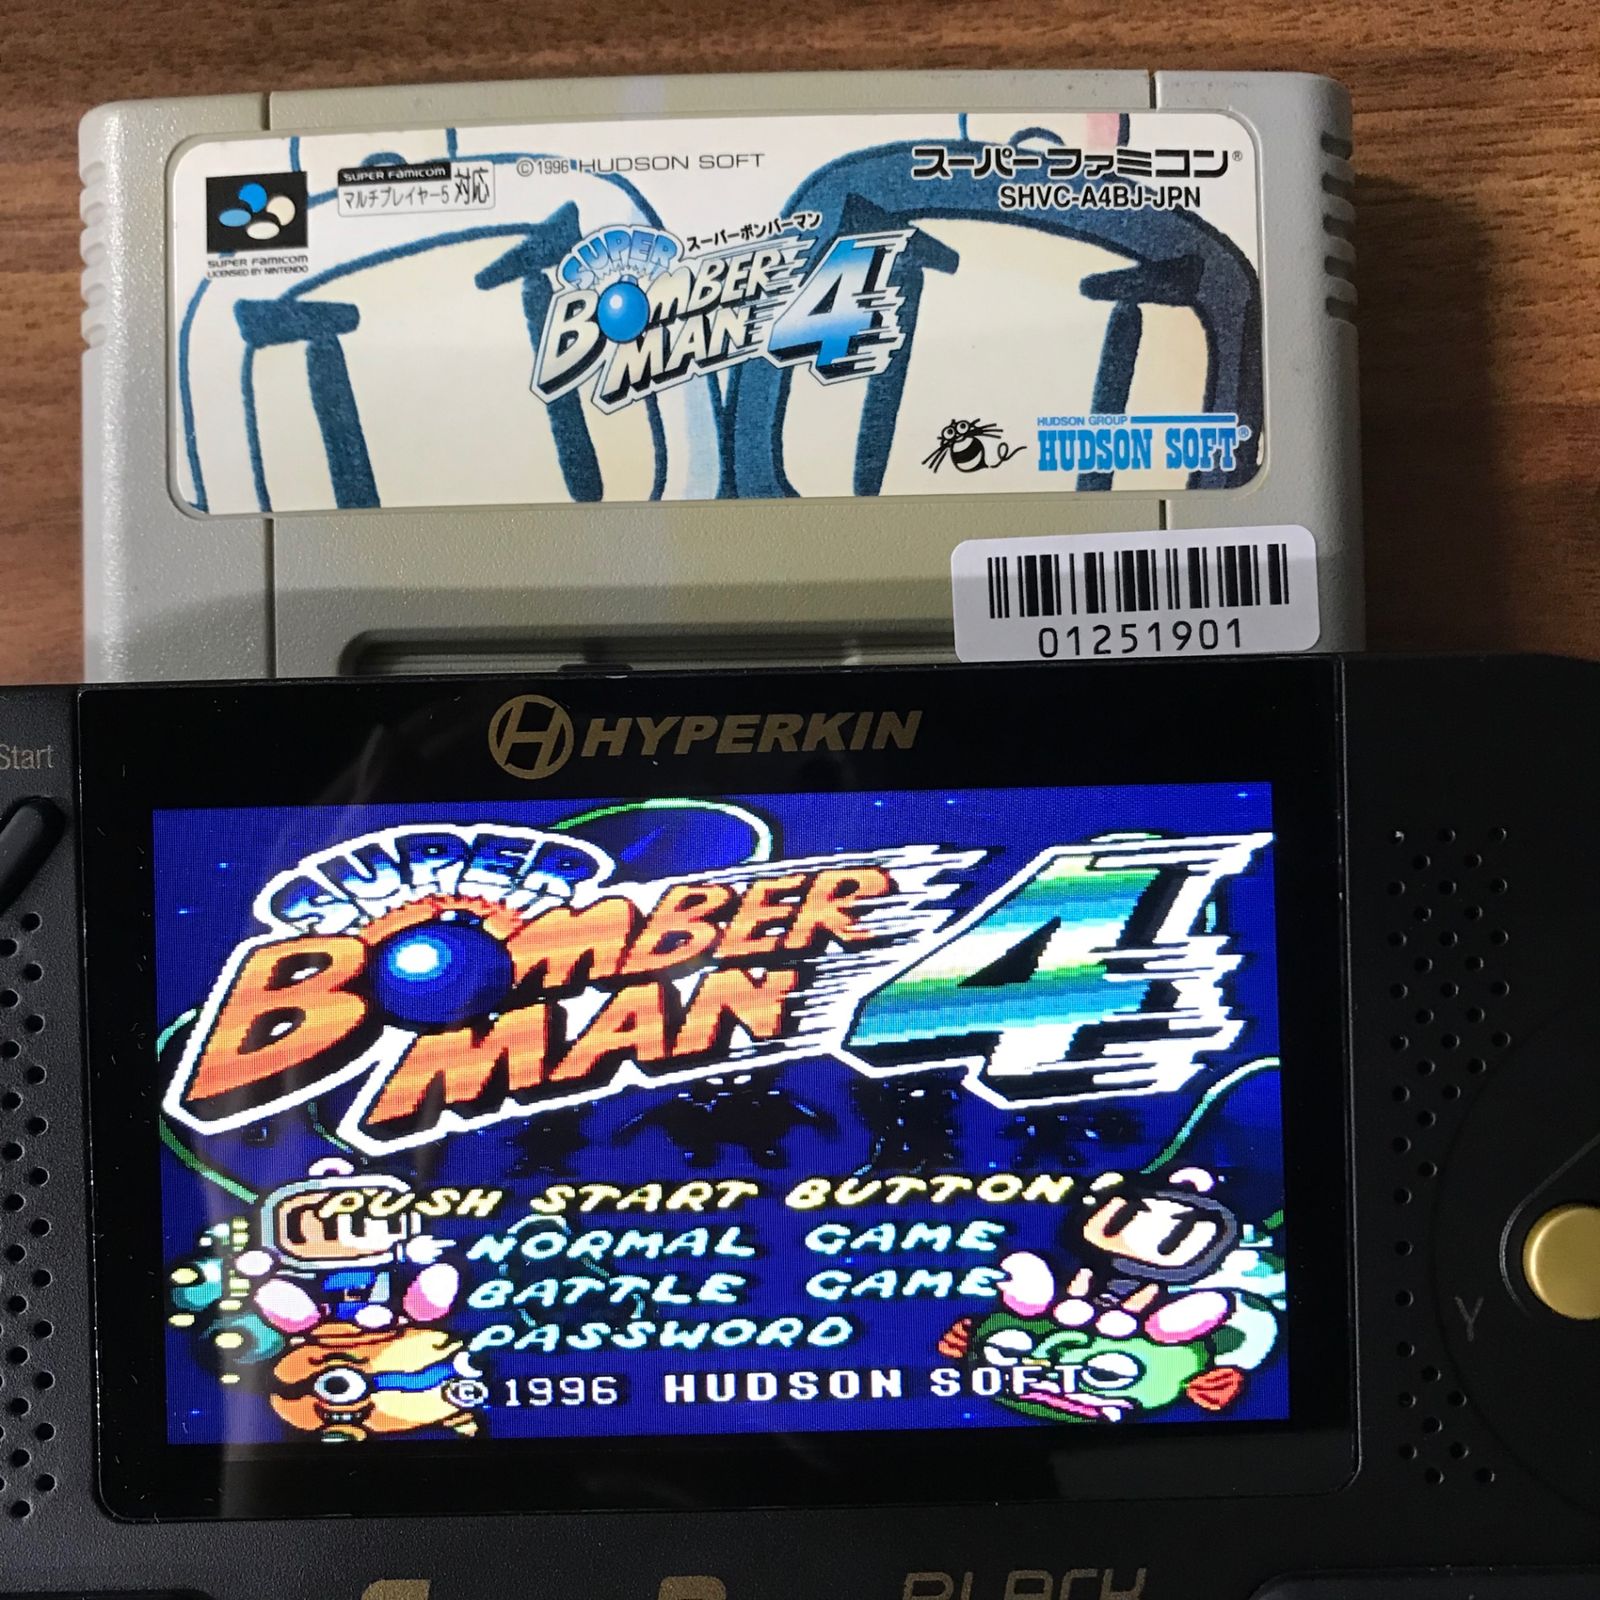 SUPER FAMICOM
マルチプレイヤー5 対応
©1996 HUDSON SOFT
スーパーファミコン®
SHVC-A4BJ-JPN
SUPER FAMICOM
LICENSED BY NINTENDO
スーパーボンバーマン
SUPER
BOMBER
MAN 4
HUDSON GROUP
HUDSON SOFT®
01251901
HYPERKIN
Start
SUPER
BOMBER
MAN 4
PUSH START BUTTON!
NORMAL GAME
BATTLE GAME
PASSWORD
© 1996 HUDSON SOFT
Y
BLACK